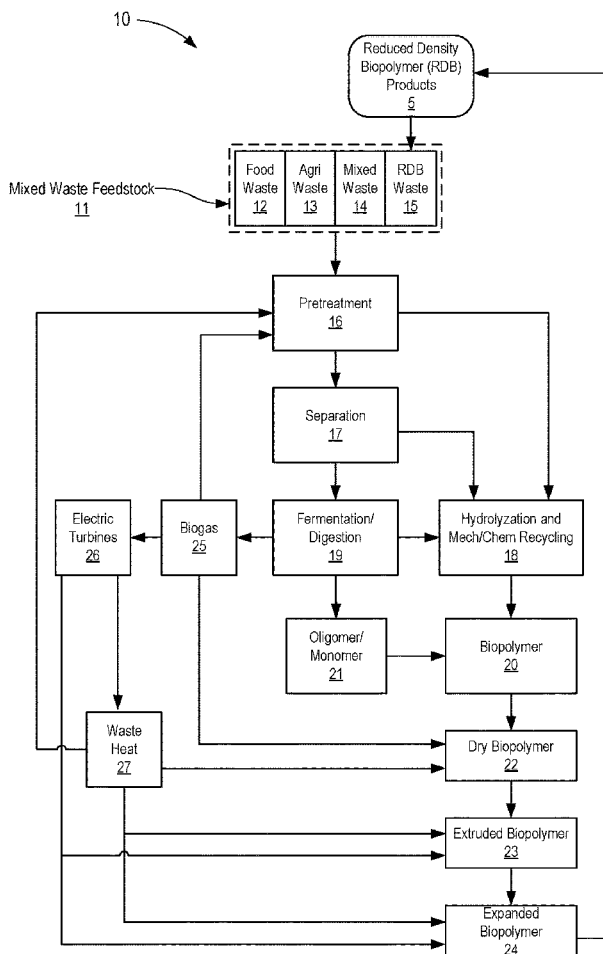 10
Reduced Density
Biopolymer (RDB)
Products
5
Mixed Waste Feedstock
11
Food
Waste
12
Agri
Waste
13
Mixed
Waste
14
RDB
Waste
15
Pretreatment
16
Separation
17
Electric
Turbines
26
Biogas
25
Fermentation/
Digestion
19
Hydrolyzation and
Mech/Chem Recycling
18
Oligomer/
Monomer
21
Biopolymer
20
Waste
Heat
27
Dry Biopolymer
22
Extruded Biopolymer
23
Expanded
Biopolymer
24